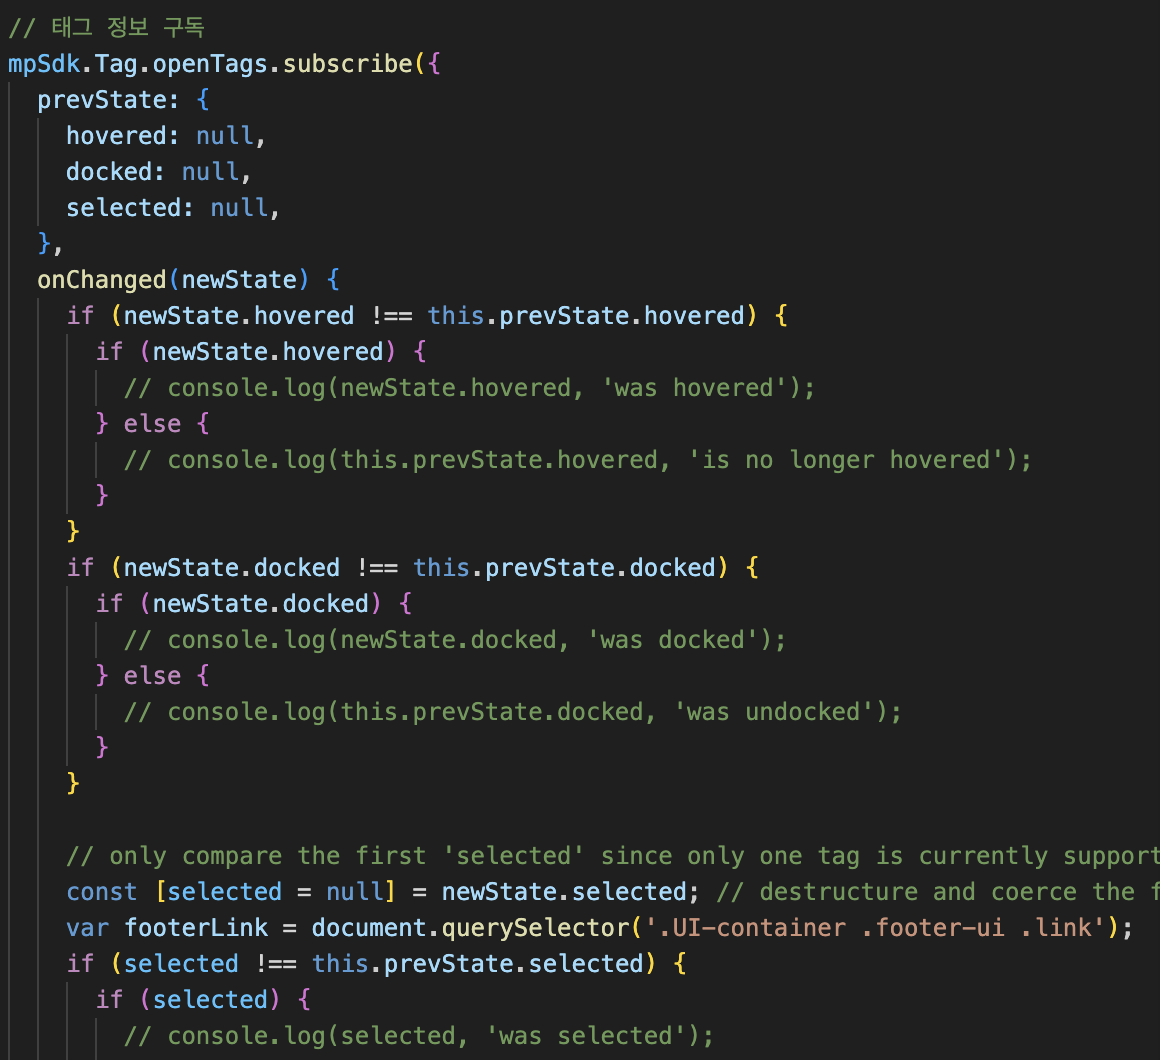 // 태그 정보 구독
mpSdk.Tag.openTags.subscribe({
prevState: {
hovered: null,
docked: null,
selected: null,
},
onChanged(newState) {
if (newState.hovered !== this.prevState.hovered) {
if (newState.hovered) {
// console.log(newState.hovered, 'was hovered');
} else {
// console.log(this.prevState.hovered, 'is no longer hovered');
}
}
if (newState.docked !== this.prevState.docked) {
if (newState.docked) {
// console.log(newState.docked, 'was docked');
} else {
// console.log(this.prevState.docked, 'was undocked');
}
}
// only compare the first 'selected' since only one tag is currently support
const [selected = null] = newState.selected; // destructure and coerce the f
var footerLink = document.querySelector('.UI-container .footer-ui .link');
if (selected !== this.prevState.selected) {
if (selected) {
// console.log(selected, 'was selected');